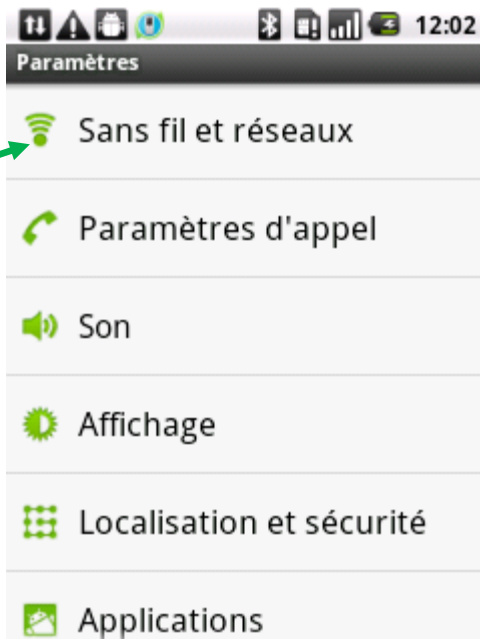 12:02
Paramètres
Sans fil et réseaux
Paramètres d'appel
Son
Affichage
Localisation et sécurité
Applications